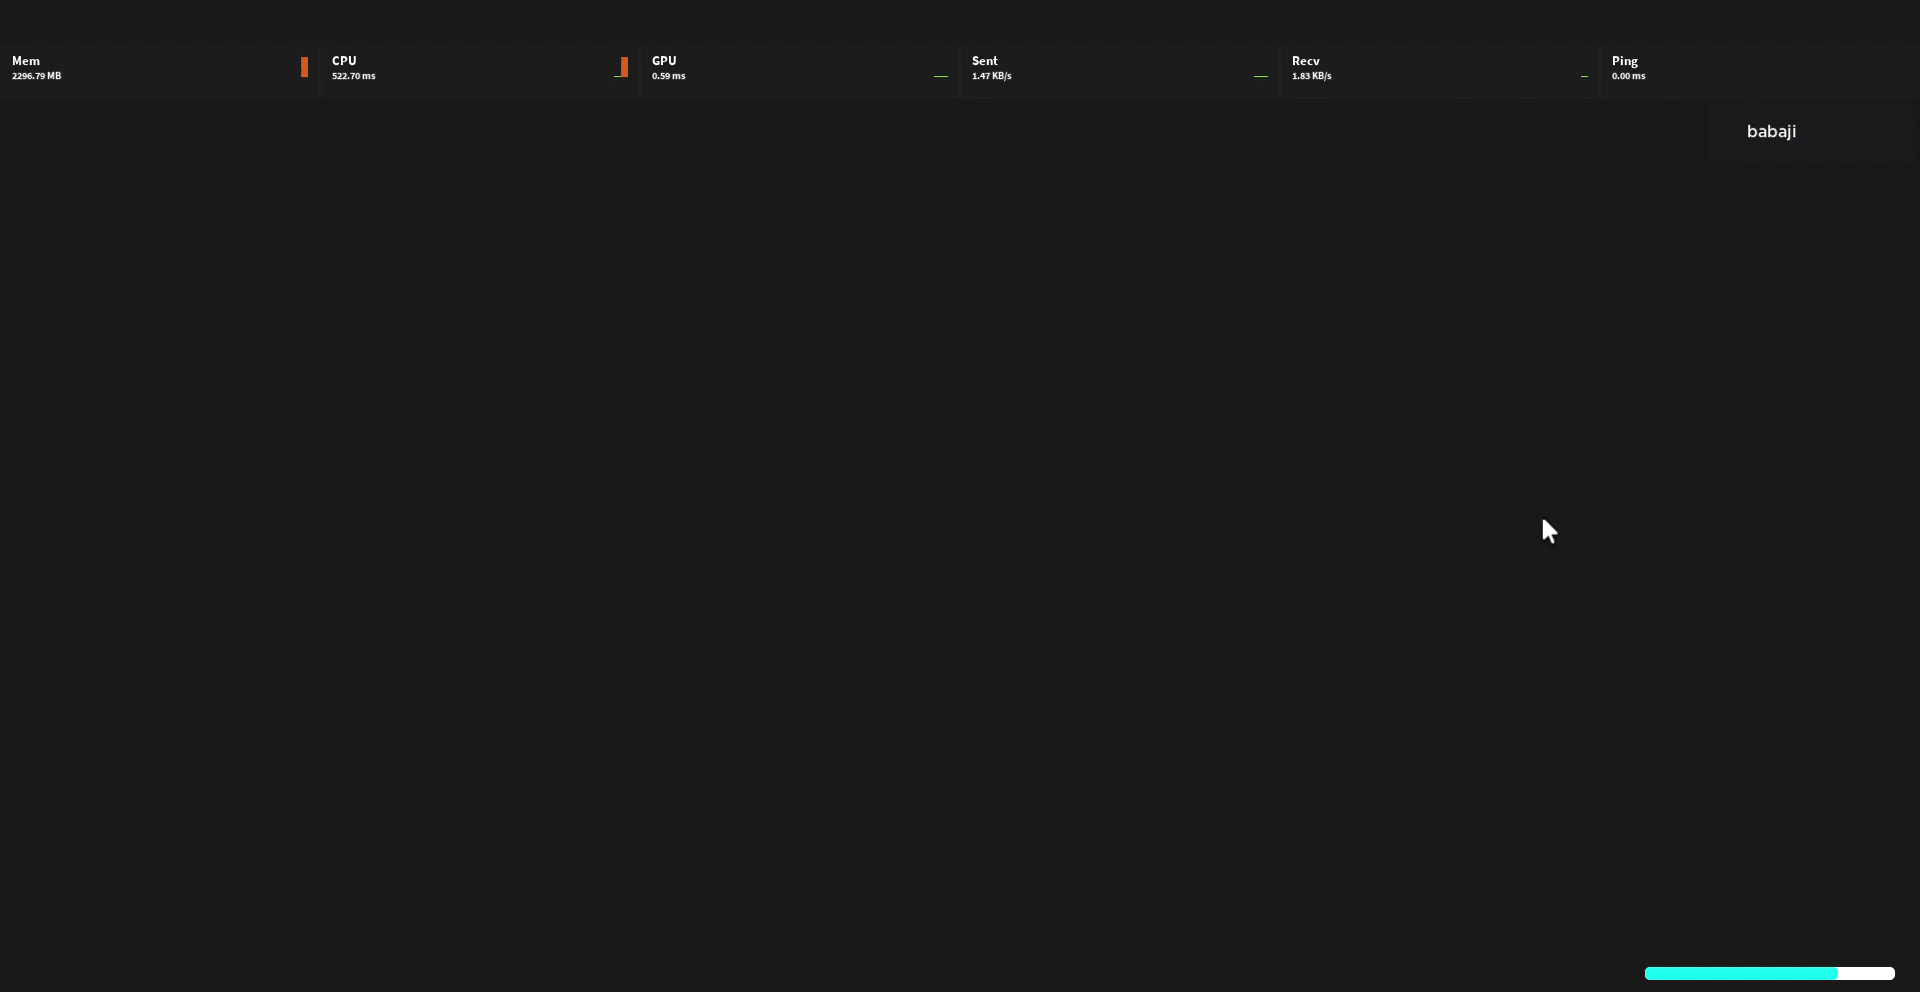 Mem
2296.79 MB
CPU
522.70 ms
GPU
0.59 ms
Sent
1.47 KB/s
Recv
1.83 KB/s
Ping
0.00 ms
babaji